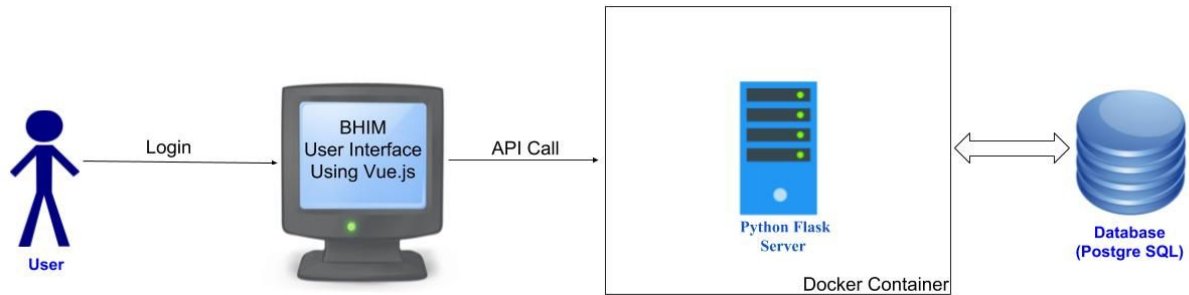 User
Login
BHIM
User Interface
Using Vue.js
API Call
Python Flask
Server
Docker Container
Database
(Postgre SQL)